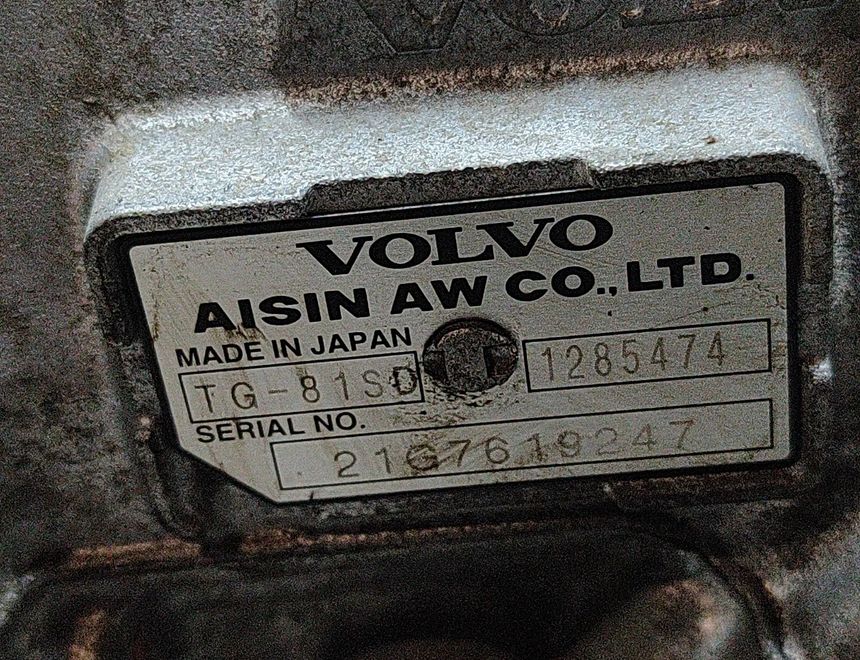 VOLVO
AISIN AW CO., LTD.
MADE IN JAPAN
TG-81SD 1285474
SERIAL NO.
21G7619247